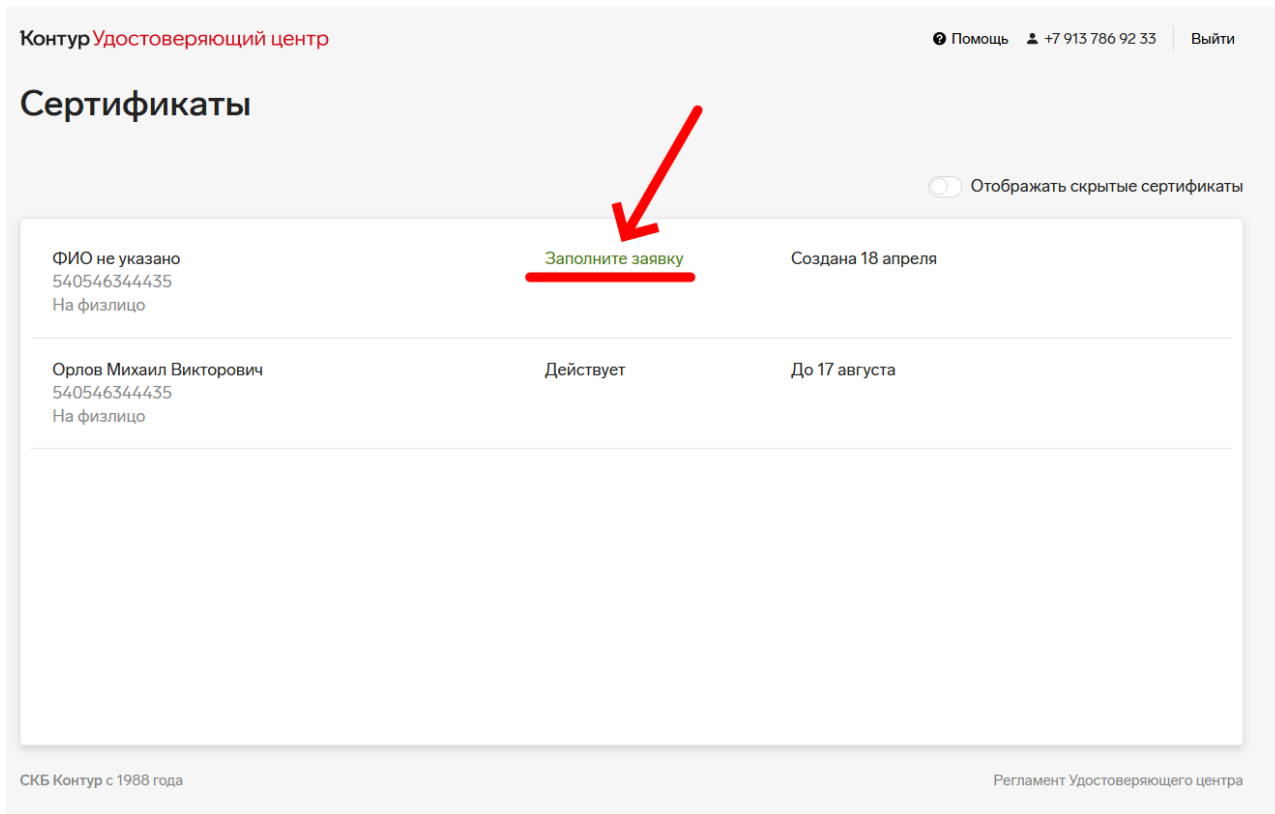 Контур Удостоверяющий центр
Помощь +7 913 786 92 33 Выйти
Сертификаты
Отображать скрытые сертификаты
ФИО не указано Заполните заявку Создана 18 апреля
540546344435
На физлицо
Орлов Михаил Викторович Действует До 17 августа
540546344435
На физлицо
СКБ Контур с 1988 года Регламент Удостоверяющего центра